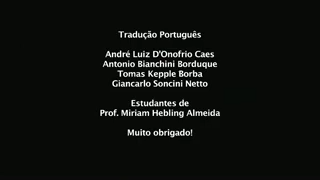 Tradução Português
André Luiz D'Onofrio Caes
Antonio Bianchini Borduque
Tomas Kepple Borba
Giancarlo Soncini Netto
Estudantes de
Prof. Miriam Hebling Almeida
Muito obrigado!